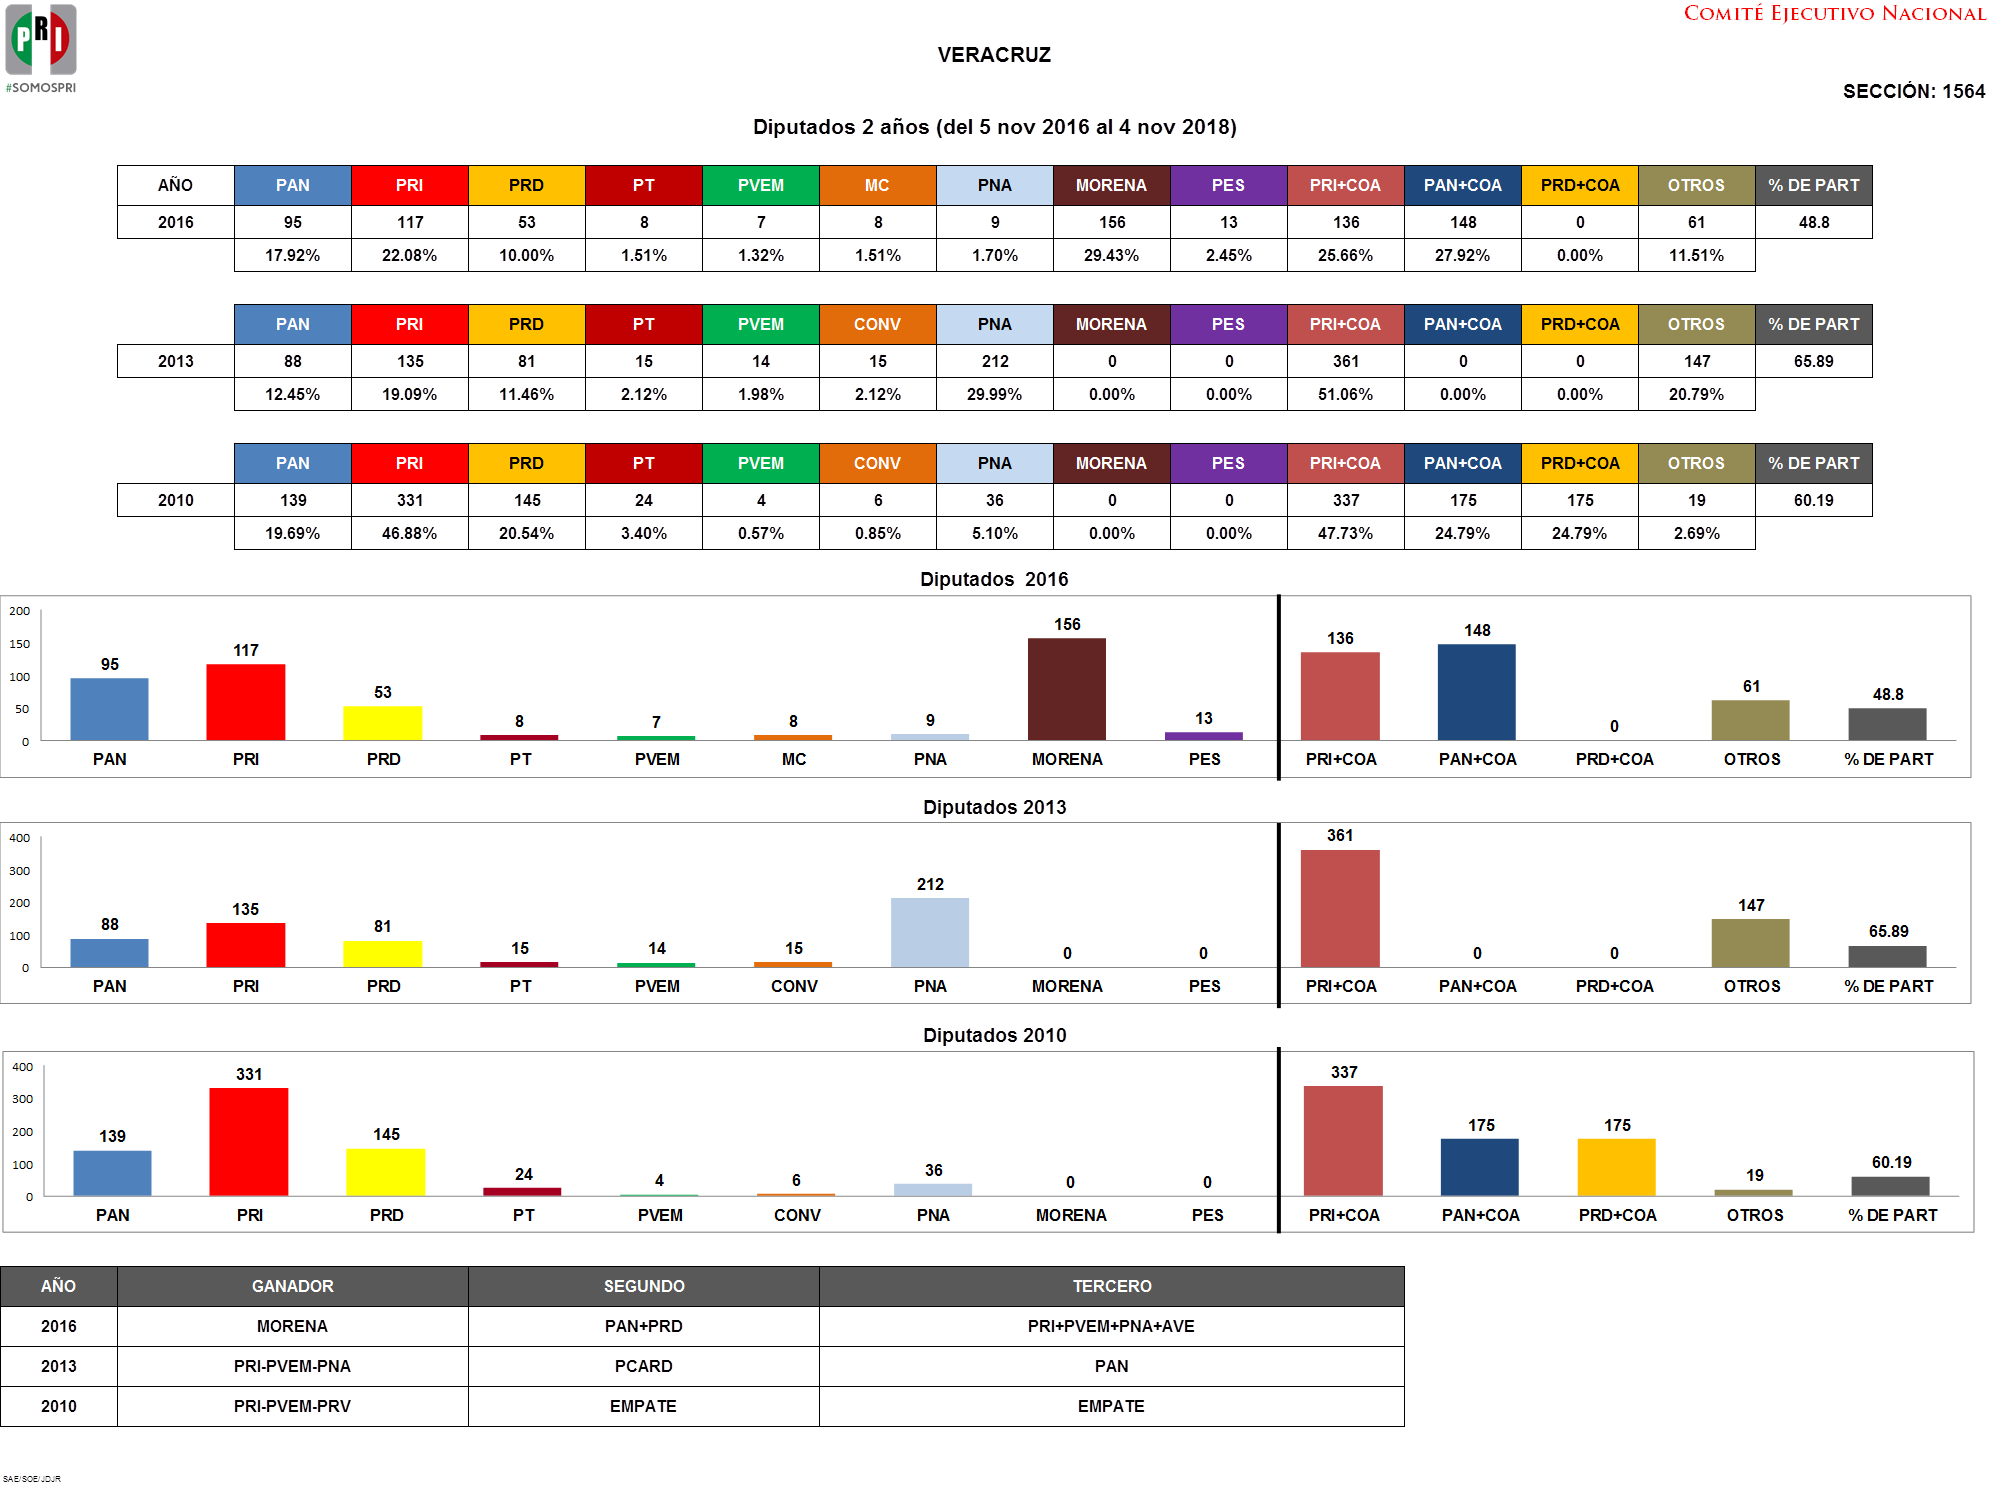 COMITÉ EJECUTIVO NACIONAL
PRI
#SOMOSPRI
VERACRUZ
SECCIÓN: 1564
Diputados 2 años (del 5 nov 2016 al 4 nov 2018)
AÑO PAN PRI PRD PT PVEM MC PNA MORENA PES PRI+COA PAN+COA PRD+COA OTROS % DE PART
2016 95 117 53 8 7 8 9 156 13 136 148 0 61 48.8
17.92% 22.08% 10.00% 1.51% 1.32% 1.51% 1.70% 29.43% 2.45% 25.66% 27.92% 0.00% 11.51%
PAN PRI PRD PT PVEM CONV PNA MORENA PES PRI+COA PAN+COA PRD+COA OTROS % DE PART
2013 88 135 81 15 14 15 212 0 0 361 0 0 147 65.89
12.45% 19.09% 11.46% 2.12% 1.98% 2.12% 29.99% 0.00% 0.00% 51.06% 0.00% 0.00% 20.79%
PAN PRI PRD PT PVEM CONV PNA MORENA PES PRI+COA PAN+COA PRD+COA OTROS % DE PART
2010 139 331 145 24 4 6 36 0 0 337 175 175 19 60.19
19.69% 46.88% 20.54% 3.40% 0.57% 0.85% 5.10% 0.00% 0.00% 47.73% 24.79% 24.79% 2.69%
Diputados 2016
200
150
100
50
0
95 117 53 8 7 8 9 156 13 136 148 0 61 48.8
PAN PRI PRD PT PVEM MC PNA MORENA PES PRI+COA PAN+COA PRD+COA OTROS % DE PART
Diputados 2013
400
300
200
100
0
88 135 81 15 14 15 212 0 0 361 0 0 147 65.89
PAN PRI PRD PT PVEM CONV PNA MORENA PES PRI+COA PAN+COA PRD+COA OTROS % DE PART
Diputados 2010
400
300
200
100
0
139 331 145 24 4 6 36 0 0 337 175 175 19 60.19
PAN PRI PRD PT PVEM CONV PNA MORENA PES PRI+COA PAN+COA PRD+COA OTROS % DE PART
AÑO GANADOR SEGUNDO TERCERO
2016 MORENA PAN+PRD PRI+PVEM+PNA+AVE
2013 PRI-PVEM-PNA PCARD PAN
2010 PRI-PVEM-PRV EMPATE EMPATE
SAE/SOE/JDJR